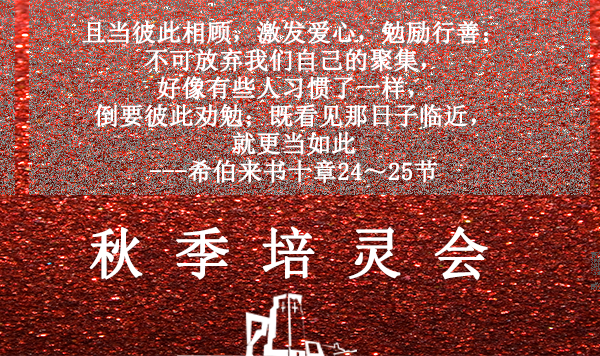 且当彼此相顾，激发爱心，勉励行善；
不可放弃我们自己的聚集，
好像有些人习惯了一样，
倒要彼此劝勉；既看见那日子临近，
就更当如此
---希伯来书十章24～25节
秋季培灵会